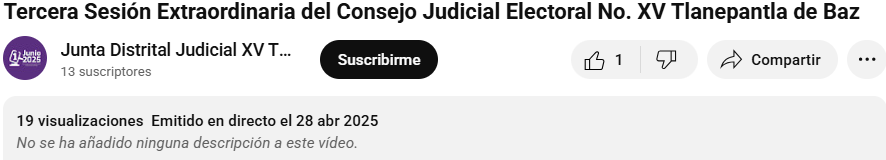 Tercera Sesión Extraordinaria del Consejo Judicial Electoral No. XV Tlanepantla de Baz
Junta Distrital Judicial XV T...
13 suscriptores
Suscribirme
1
Compartir
19 visualizaciones Emitido en directo el 28 abr 2025
No se ha añadido ninguna descripción a este vídeo.